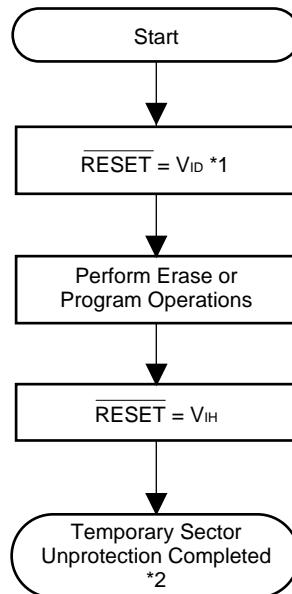 Start
RESET = VID *1
Perform Erase or
Program Operations
RESET = VIH
Temporary Sector
Unprotection Completed
*2